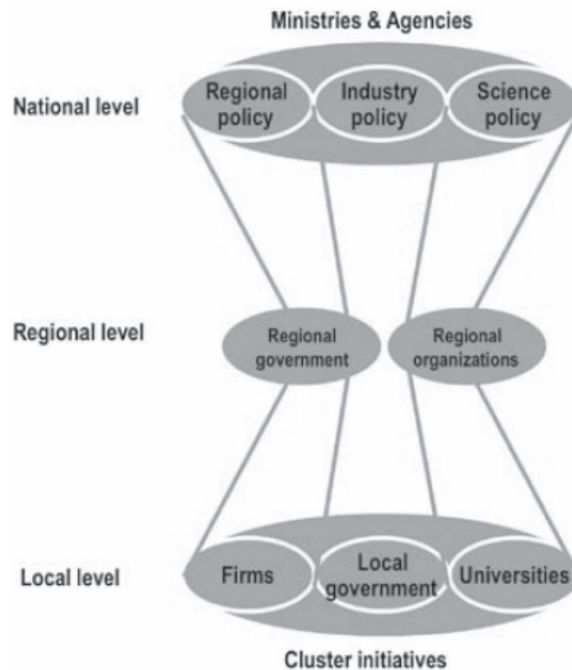 Ministries & Agencies
National level
Regional
policy
Industry
policy
Science
policy
Regional level
Regional
government
Regional
organizations
Local level
Firms
Local
government
Universities
Cluster initiatives